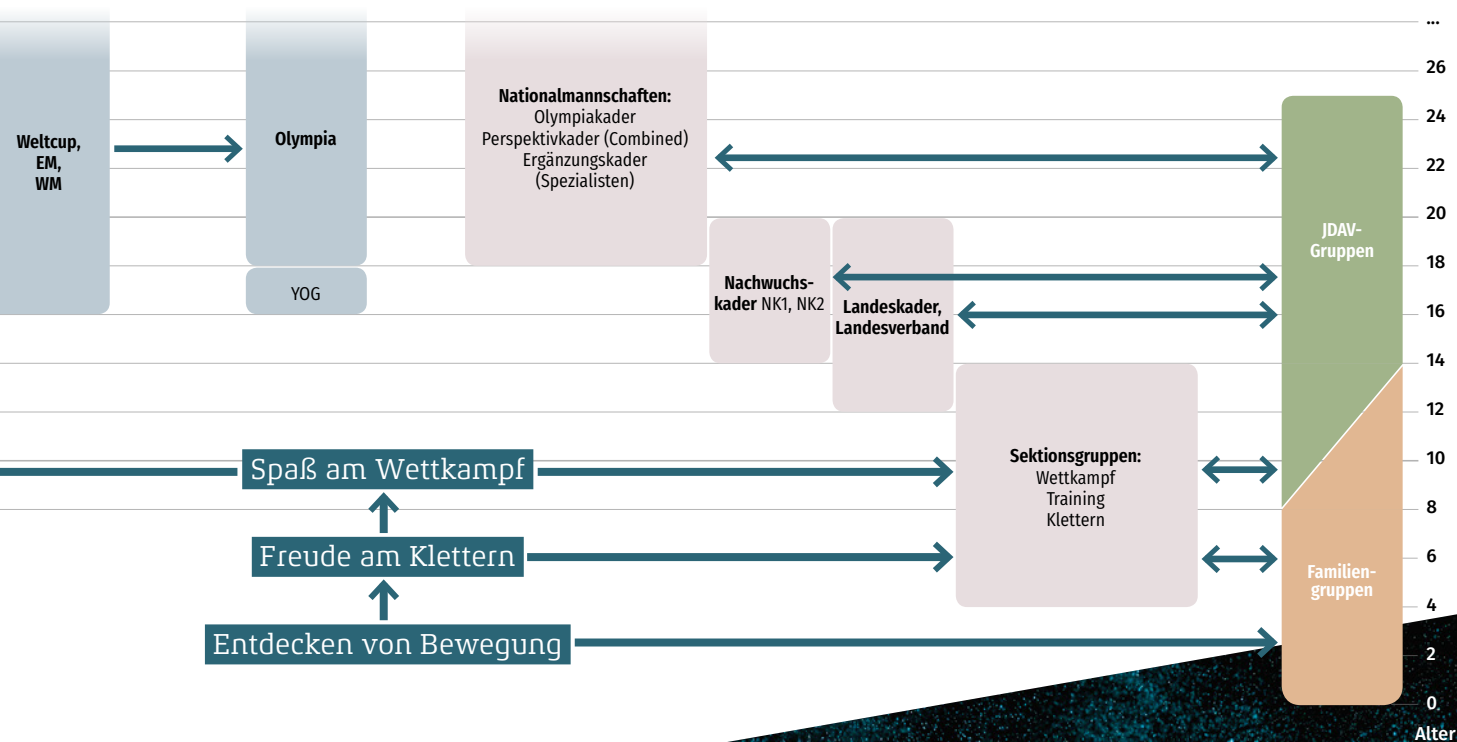 Weltcup,
EM,
WM
Olympia
YOG
Nationalmannschaften:
Olympiakader
Perspektivkader (Combined)
Ergänzungskader
(Spezialisten)
Nachwuchs-
kader NK1, NK2
Landeskader,
Landesverband
Sektionsgruppen:
Wettkampf
Training
Klettern
JDAV-
Gruppen
Familien-
gruppen
Spaß am Wettkampf
Freude am Klettern
Entdecken von Bewegung
...
26
24
22
20
18
16
14
12
10
8
6
4
2
0
Alter